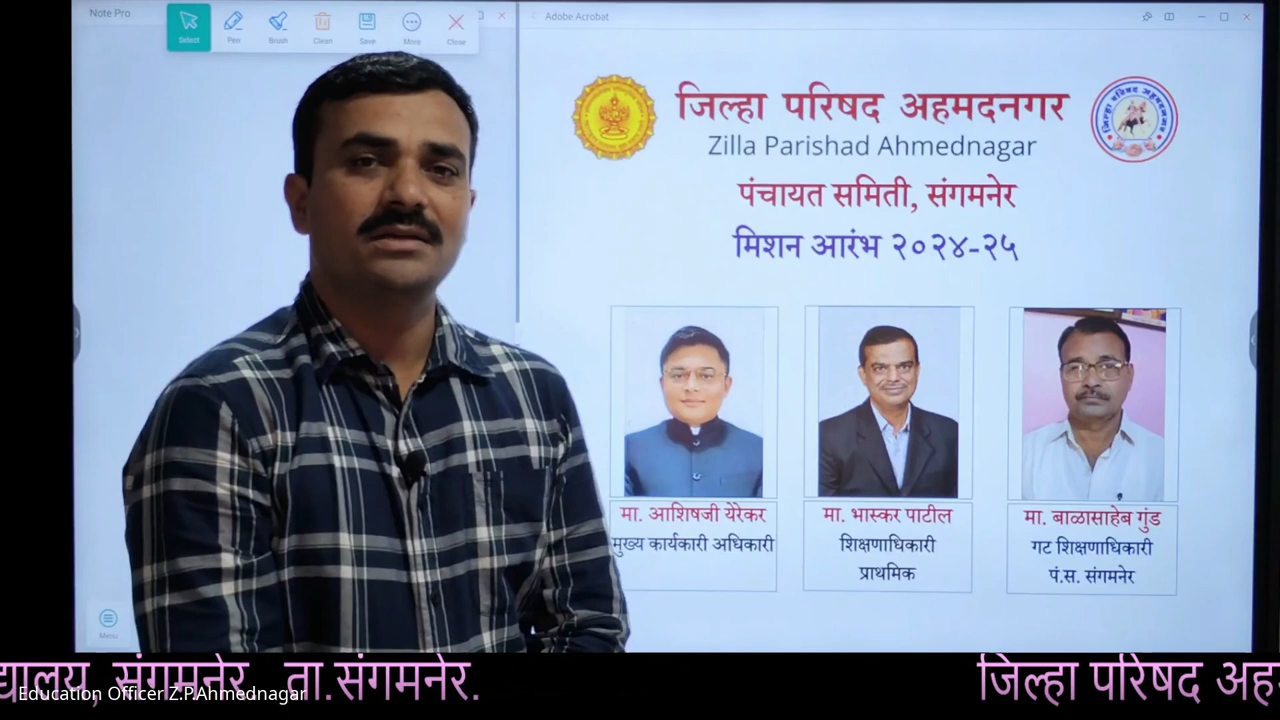 Note Pro
Select
Pen
Brush
Clean
Save
More
Close
Adobe Acrobat
जिल्हा परिषद अहमदनगर
Zilla Parishad Ahmednagar
पंचायत समिती, संगमनेर
मिशन आरंभ २०२४-२५
मा. आशिषजी येरेकर
मुख्य कार्यकारी अधिकारी
मा. भास्कर पाटील
शिक्षणाधिकारी
प्राथमिक
मा. बाळासाहेब गुंड
गट शिक्षणाधिकारी
पं.स. संगमनेर
Menu
द्यालय, संगमनेर ता.संगमनेर. जिल्हा परिषद अह
Education Officer Z.P.Ahmednagar